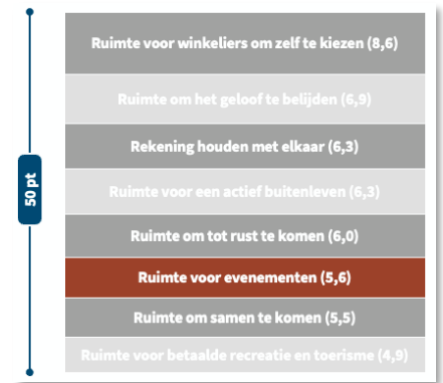 Ruimte voor winkeliers om zelf te kiezen (8,6)
Ruimte om het geloof te belijden (6,9)
Rekening houden met elkaar (6,3)
Ruimte voor een actief buitenleven (6,3)
50 pt
Ruimte om tot rust te komen (6,0)
Ruimte voor evenementen (5,6)
Ruimte om samen te komen (5,5)
Ruimte voor betaalde recreatie en toerisme (4,9)